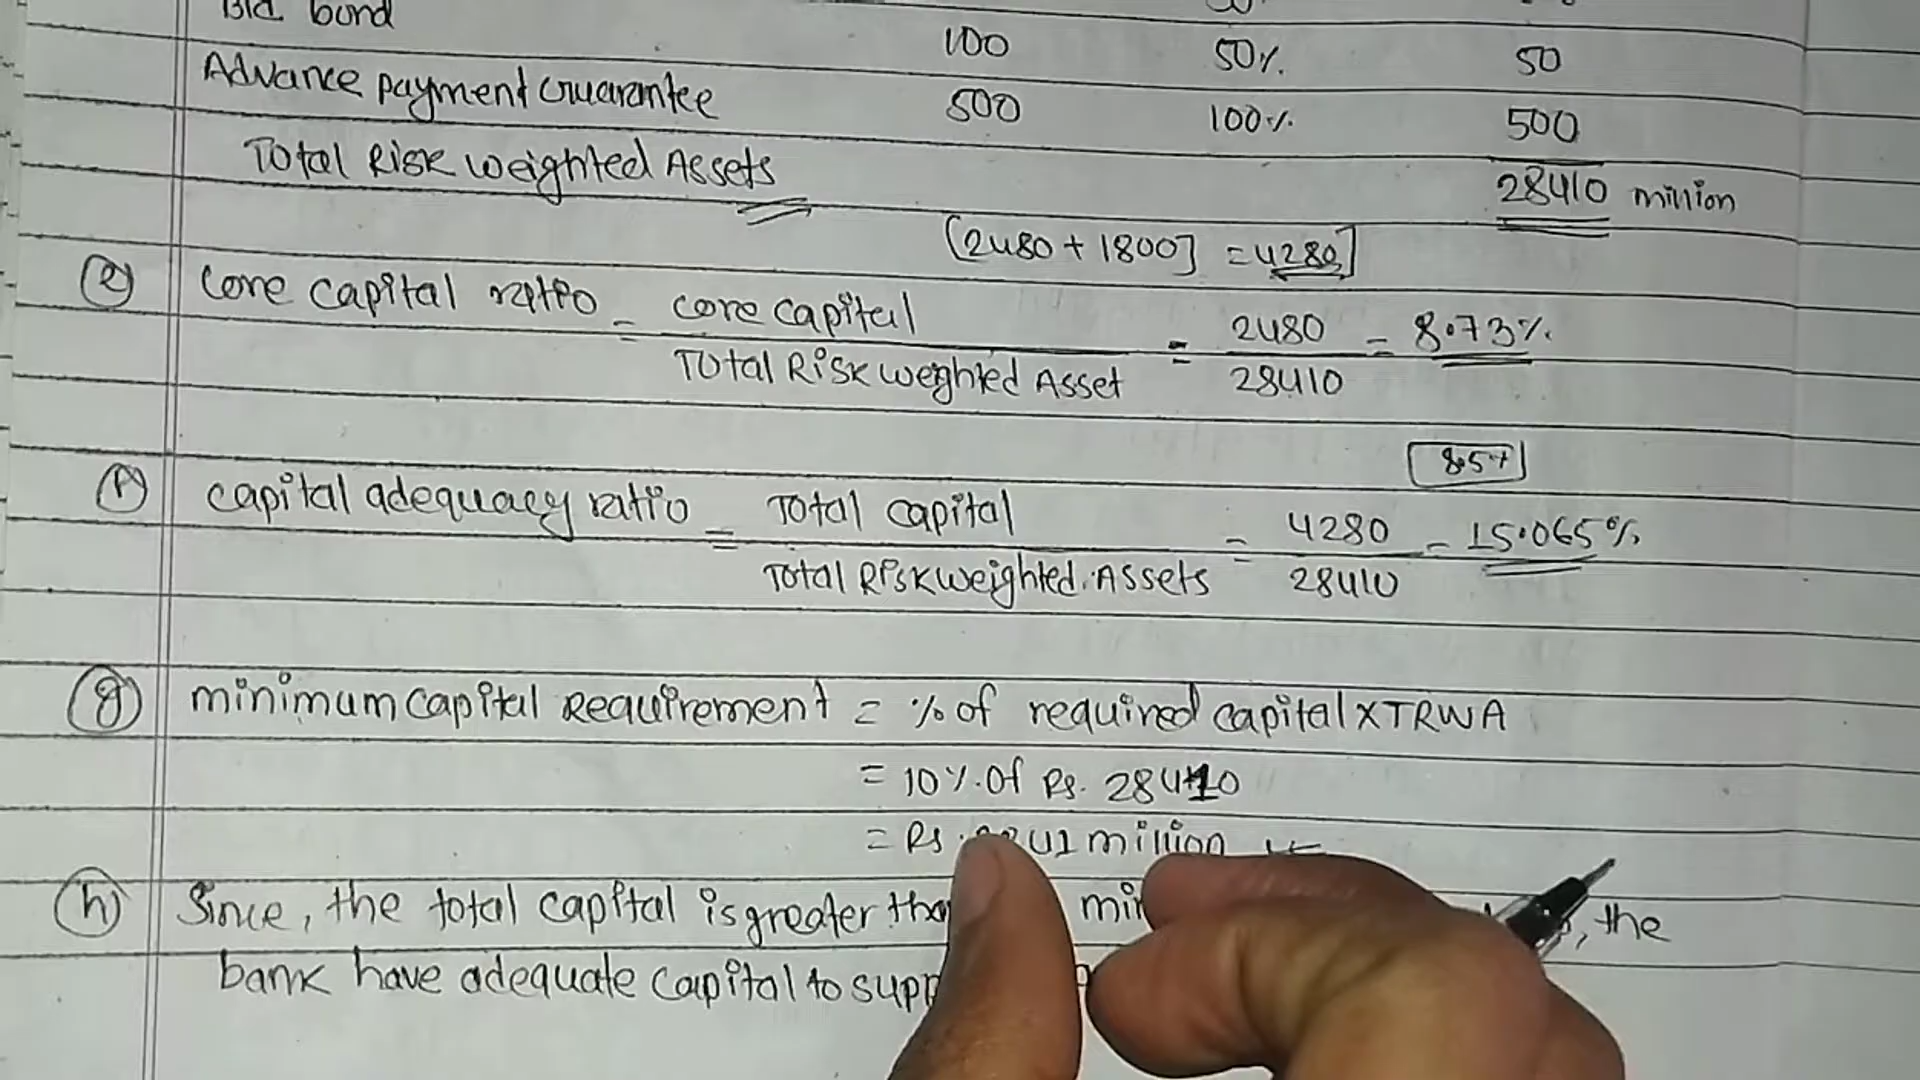 Bid bond 100 50% 50
Advance payment Guarantee 500 100% 500
Total Risk weighted Assets 28410 million
[2480 + 1800] = 4280]
(e) core capital ratio = core capital / Total Risk weighted Asset = 2480 / 28410 = 8.73%
8.5+
(f) capital adequacy ratio = Total capital / Total Risk weighted Assets = 4280 / 28410 = 15.065%
(g) minimum capital Requirement = % of required capital X TRWA
= 10% of Rs. 28410
= Rs. 41 million
(h) Since, the total capital is greater the
bank have adequate capital to